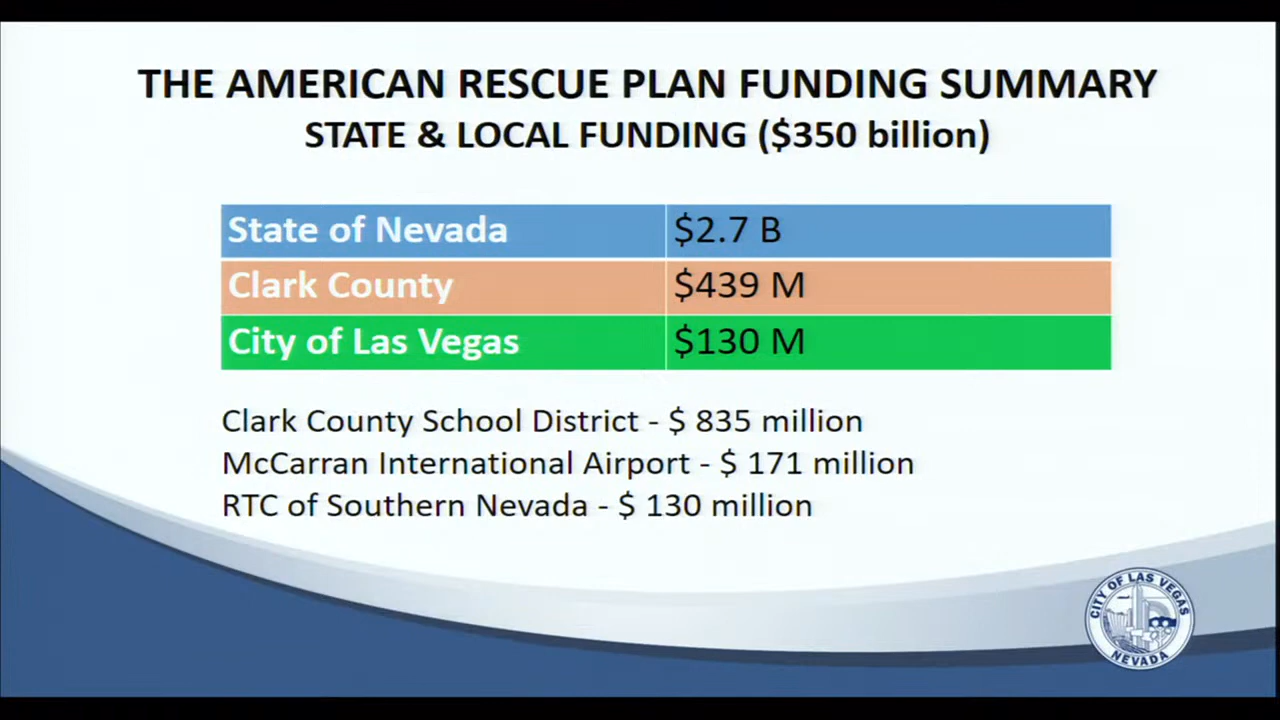 THE AMERICAN RESCUE PLAN FUNDING SUMMARY
STATE & LOCAL FUNDING ($350 billion)
State of Nevada $2.7 B
Clark County $439 M
City of Las Vegas $130 M
Clark County School District - $ 835 million
McCarran International Airport - $ 171 million
RTC of Southern Nevada - $ 130 million
CITY OF LAS VEGAS
NEVADA